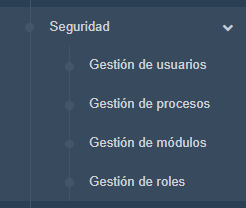 Seguridad
Gestión de usuarios
Gestión de procesos
Gestión de módulos
Gestión de roles